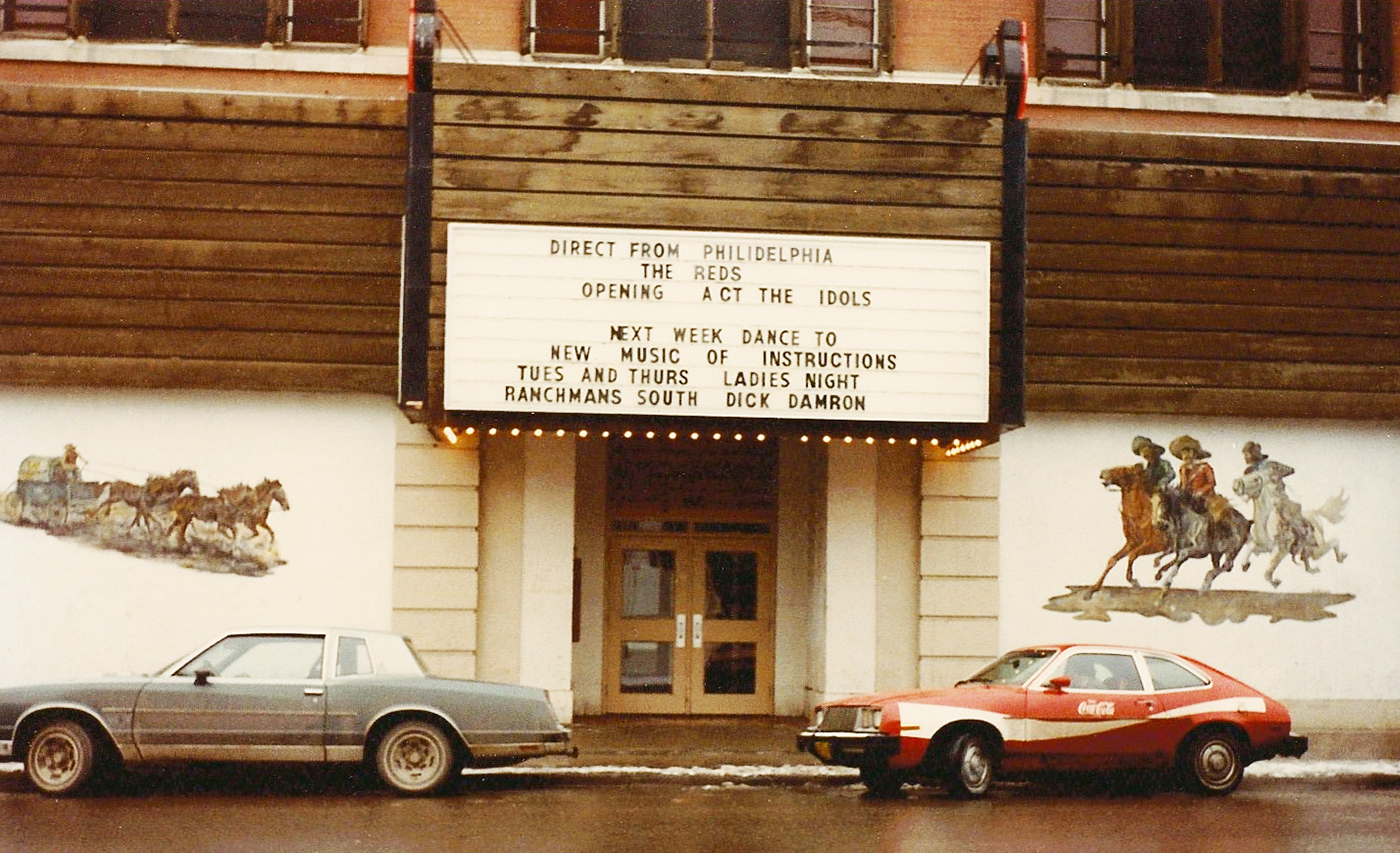 DIRECT FROM PHILIDELPHIA
THE REDS
OPENING ACT THE IDOLS
NEXT WEEK DANCE TO
NEW MUSIC OF INSTRUCTIONS
TUES AND THURS LADIES NIGHT
RANCHMANS SOUTH DICK DAMRON
Coca-Cola